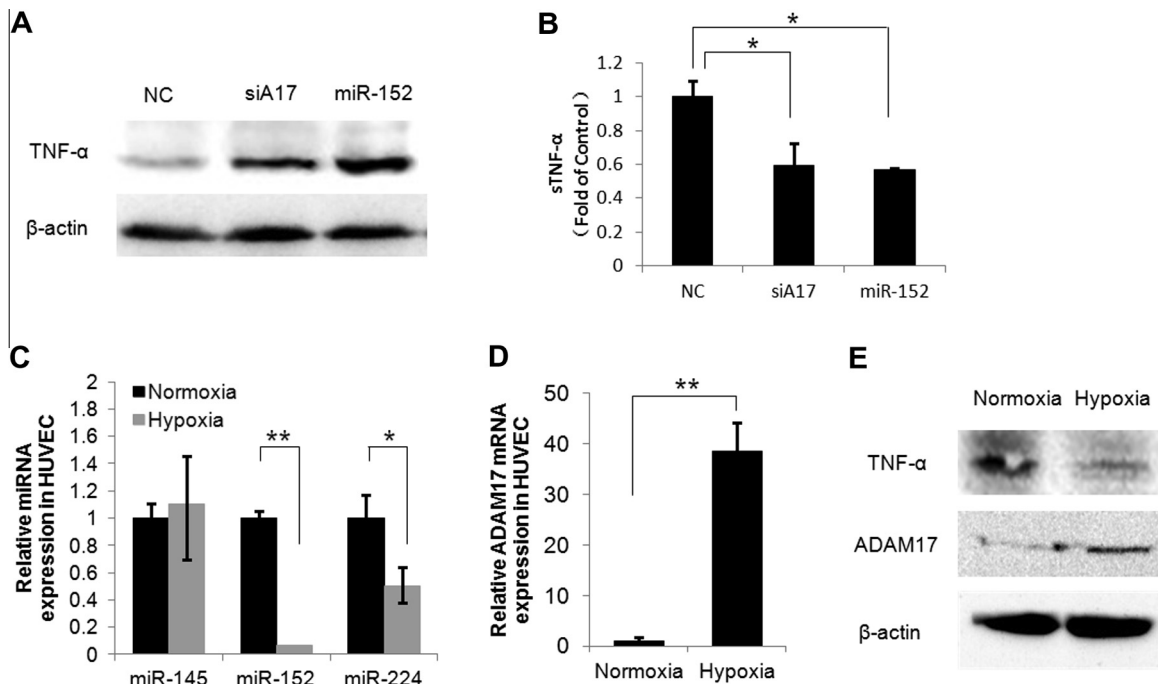 A
NC siA17 miR-152
TNF-α
β-actin
B
* 
*
sTNF-α
(Fold of Control)
1.2
1
0.8
0.6
0.4
0.2
0
NC siA17 miR-152
C
Relative miRNA
expression in HUVEC
2
1.8
1.6
1.4
1.2
1
0.8
0.6
0.4
0.2
0
Normoxia
Hypoxia
** *
miR-145 miR-152 miR-224
D
Relative ADAM17 mRNA
expression in HUVEC
50
40
30
20
10
0
**
Normoxia Hypoxia
E
Normoxia Hypoxia
TNF-α
ADAM17
β-actin